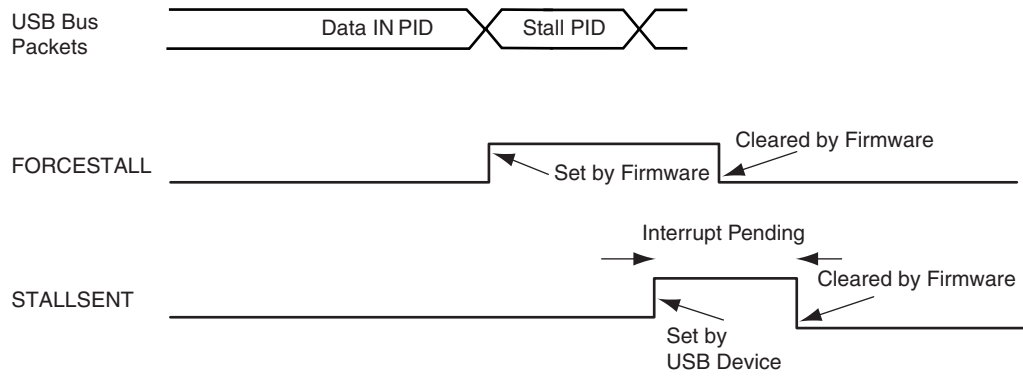 USB Bus
Packets
Data IN PID
Stall PID
FORCESTALL
Set by Firmware
Cleared by Firmware
Interrupt Pending
STALLSENT
Cleared by Firmware
Set by
USB Device